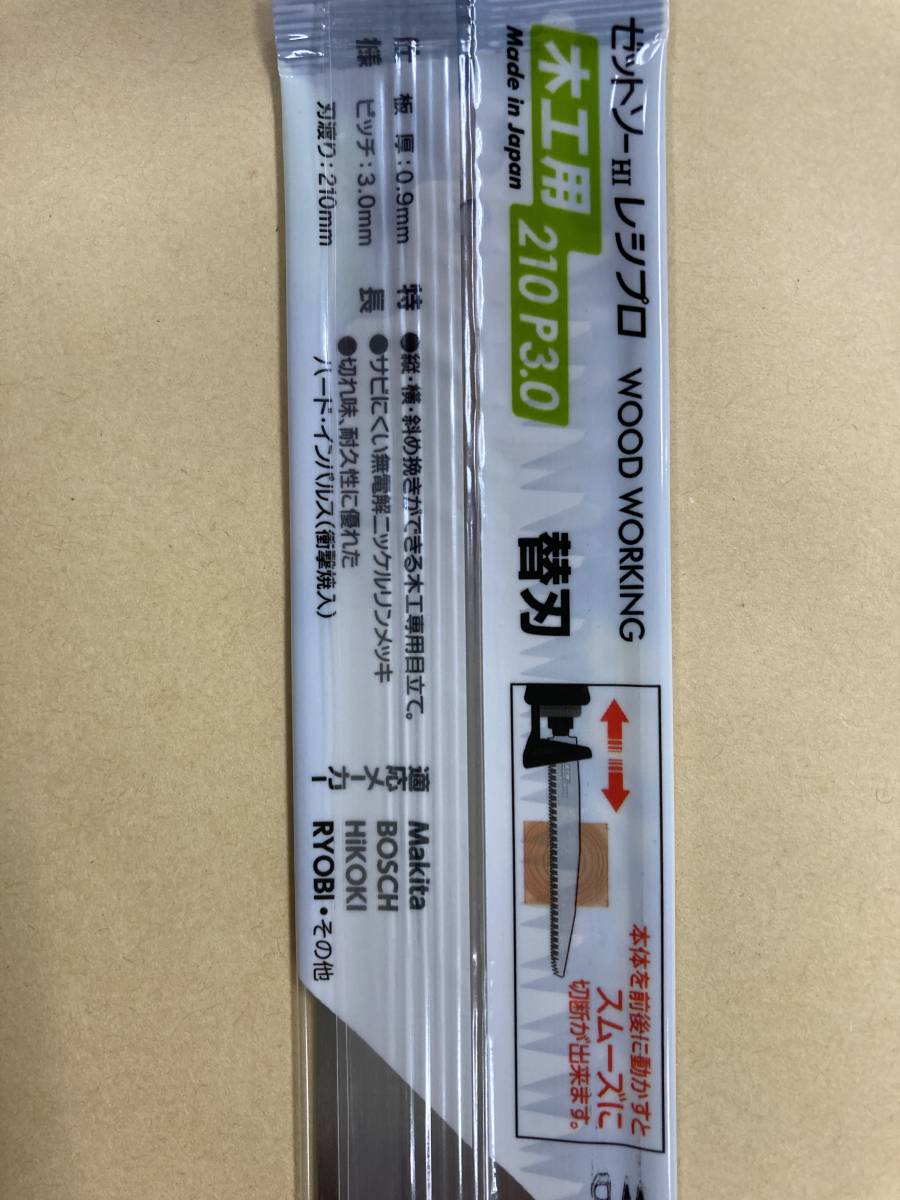 ゼットソーHI レシプロ WOOD WORKING
木工用 210 P3.0 替刃
Made in Japan
本体を前後に動かすと
スムーズに
切断が出来ます。
仕様
板厚：0.9mm
ピッチ：3.0mm
刃渡り：210mm
特長
●縦・横・斜め挽きができる木工専用目立て。
●サビにくい無電解ニッケルリンメッキ
●切れ味、耐久性に優れた
ハード・インパルス（衝撃焼入）
適応メーカー
Makita
BOSCH
HiKOKI
RYOBI・その他